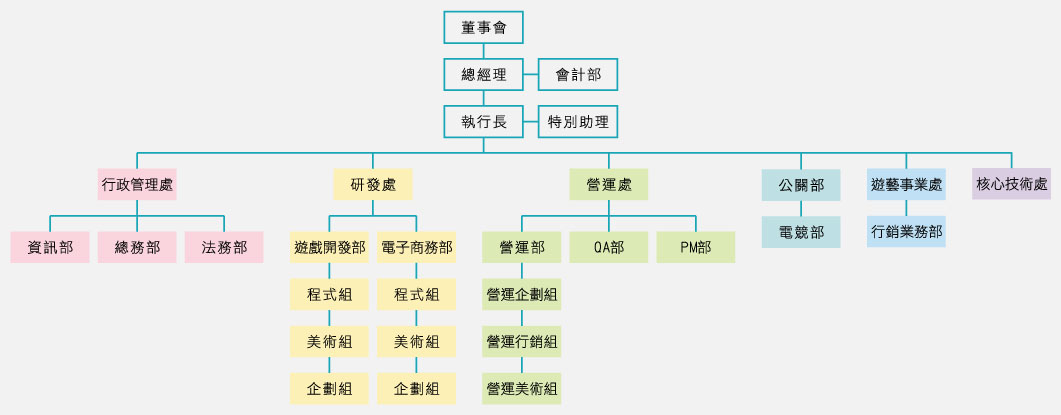 董事會
總經理
會計部
執行長
特別助理
行政管理處
研發處
營運處
公關部
遊藝事業處
核心技術處
電競部
行銷業務部
資訊部
總務部
法務部
遊戲開發部
電子商務部
營運部
QA部
PM部
程式組
程式組
營運企劃組
美術組
美術組
營運行銷組
企劃組
企劃組
營運美術組